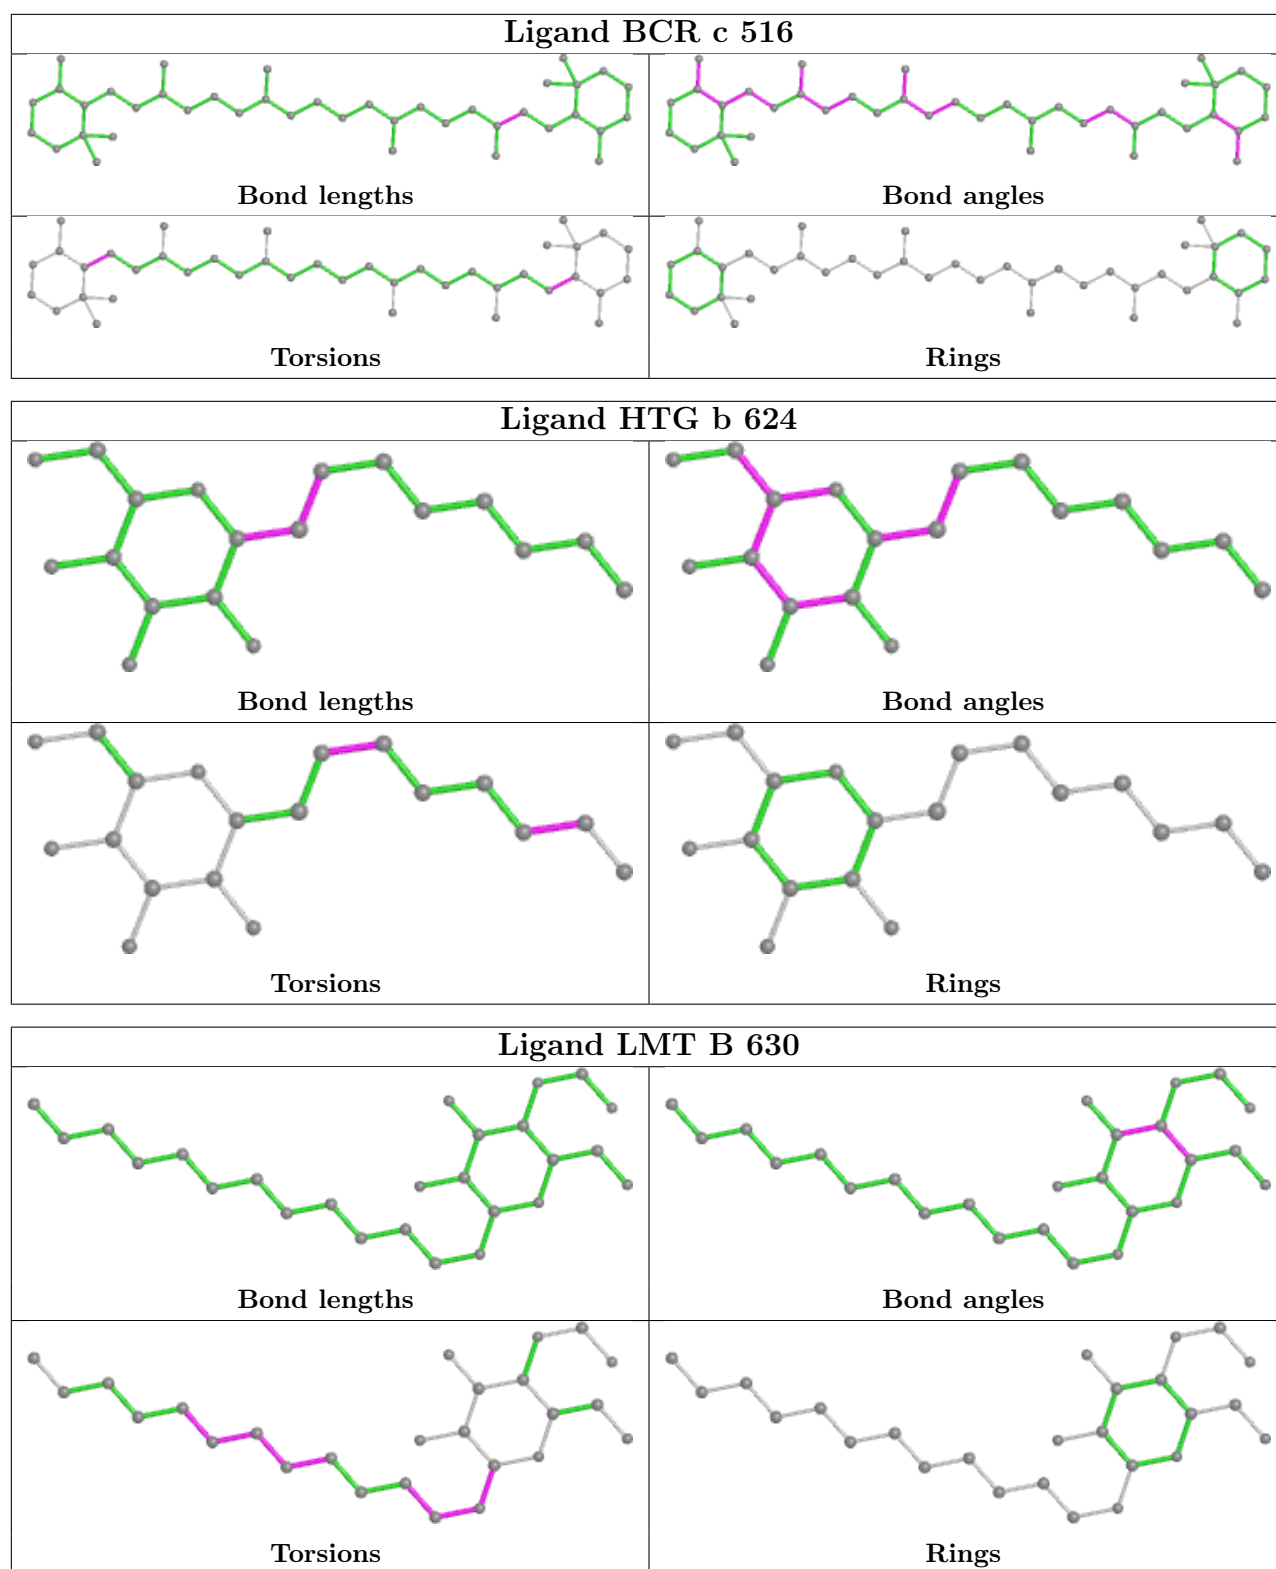 Ligand BCR c 516
Bond lengths
Bond angles
Torsions
Rings
Ligand HTG b 624
Bond lengths
Bond angles
Torsions
Rings
Ligand LMT B 630
Bond lengths
Bond angles
Torsions
Rings